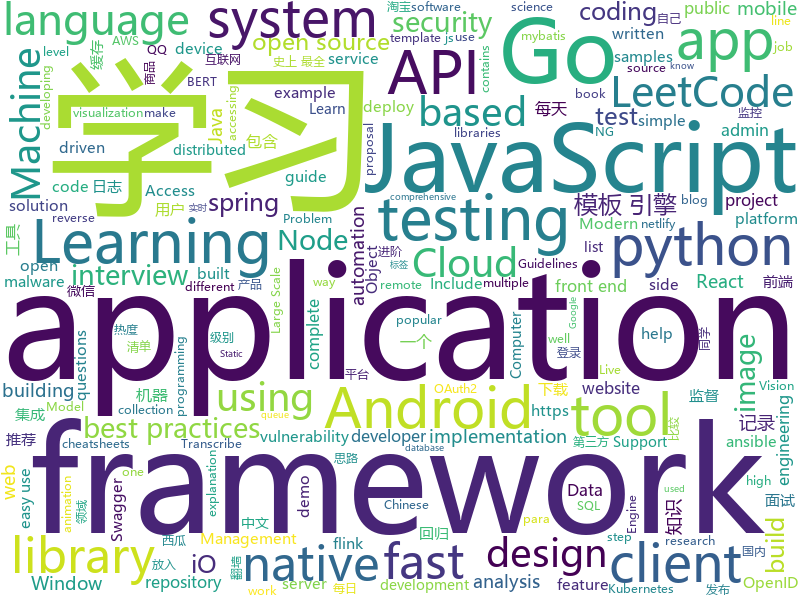 language
system
Go
app
public
mobile
淘宝
software
mybatis
自己
AWS
QQ
device
互联网
security
coding
written
template
js
use
line
science
job
缓存
level
商品
史上 最全
service
open source
API
LeetCode
samples
source
contains
know
学习
BERT
developing
visualization
make
example
Learn
accessing
deploy
based
每天
test
simple
book
监控
Machine
Java
包含
JavaScript
libraries
NG
admin
driven
distributed
proposal
code
日志
Access
guide
solution
用户
spring
模板 引擎
project
reverse
实时
Problem
automation
testing
Modern
blog
platform
工具
Learning
Node
Object
进阶
list
netlify
open
built
Cloud
python
malware
interview
标签
remote
Guidelines
different
产品
Large Scale
way
multiple
Include
front end
React
side
前端
微信
application
questions
热度
complete
popular
Computer
一个
help
级别
清单
Static
平台
登录
Google
Live
building
programming
using
Android
OAuth2
下载
well
website
image
机器
Model
collection
https
tool
监督
Vision
engineering
集成
best practices
queue
第三方
比较
记录
推荐
vulnerability
developer
implementation
Support
ansible
web
cheatsheets
Transcribe
database
framework
知识
面试
animation
领域
Swagger
explanation
思路
Data
high
easy use
demo
中文
one
SQL
Engine
used
build
library
iO
Chinese
回归
para
step
Window
西瓜
Management
native
fast
design
client
国内
放入
翻墙
flink
feature
research
OpenID
repository
每日
work
server
development
analysis
Kubernetes
发布
comprehensive